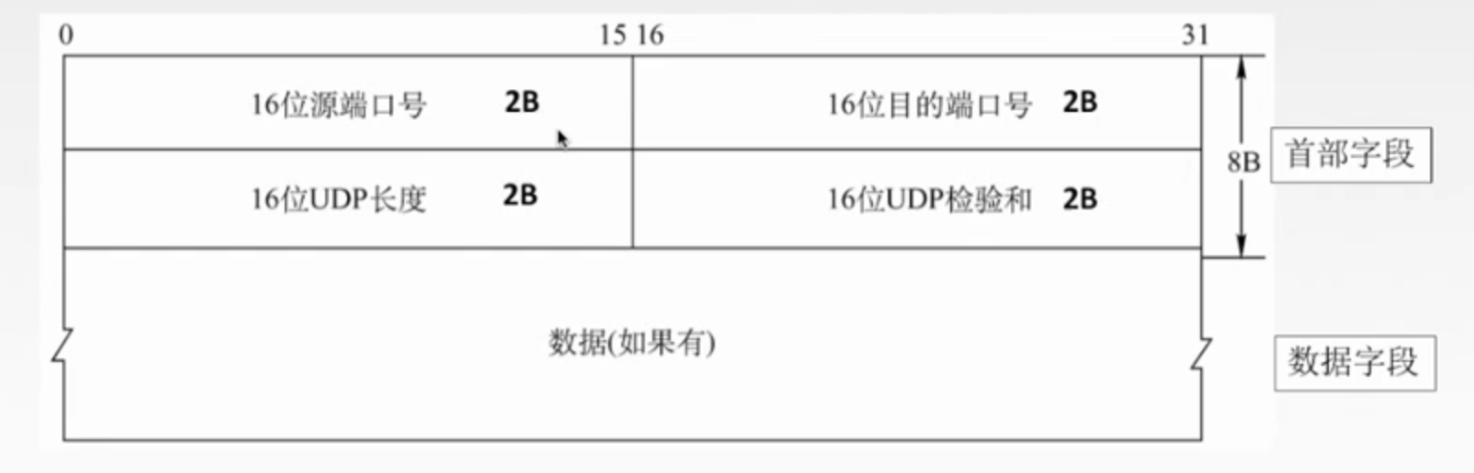 0 15 16 31
16位源端口号 2B 16位目的端口号 2B
8B 首部字段
16位UDP长度 2B 16位UDP检验和 2B
数据(如果有)
数据字段